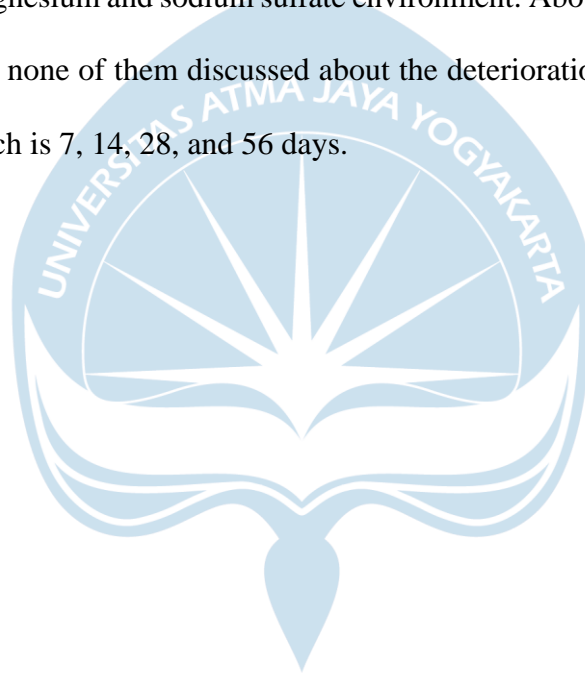 gnesium and sodium sulfate environment. Abo
none of them discussed about the deterioratio
ch is 7, 14, 28, and 56 days.
UNIVERSITAS ATMA JAYA YOGYAKARTA